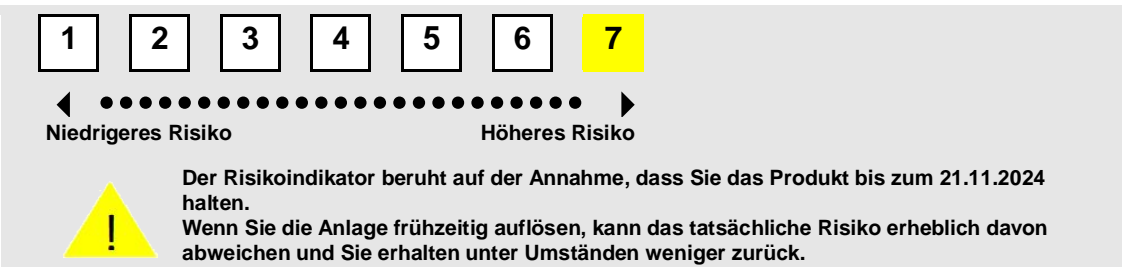 1 2 3 4 5 6 7
Niedrigeres Risiko Höheres Risiko
Der Risikoindikator beruht auf der Annahme, dass Sie das Produkt bis zum 21.11.2024
halten.
Wenn Sie die Anlage frühzeitig auflösen, kann das tatsächliche Risiko erheblich davon
abweichen und Sie erhalten unter Umständen weniger zurück.
!